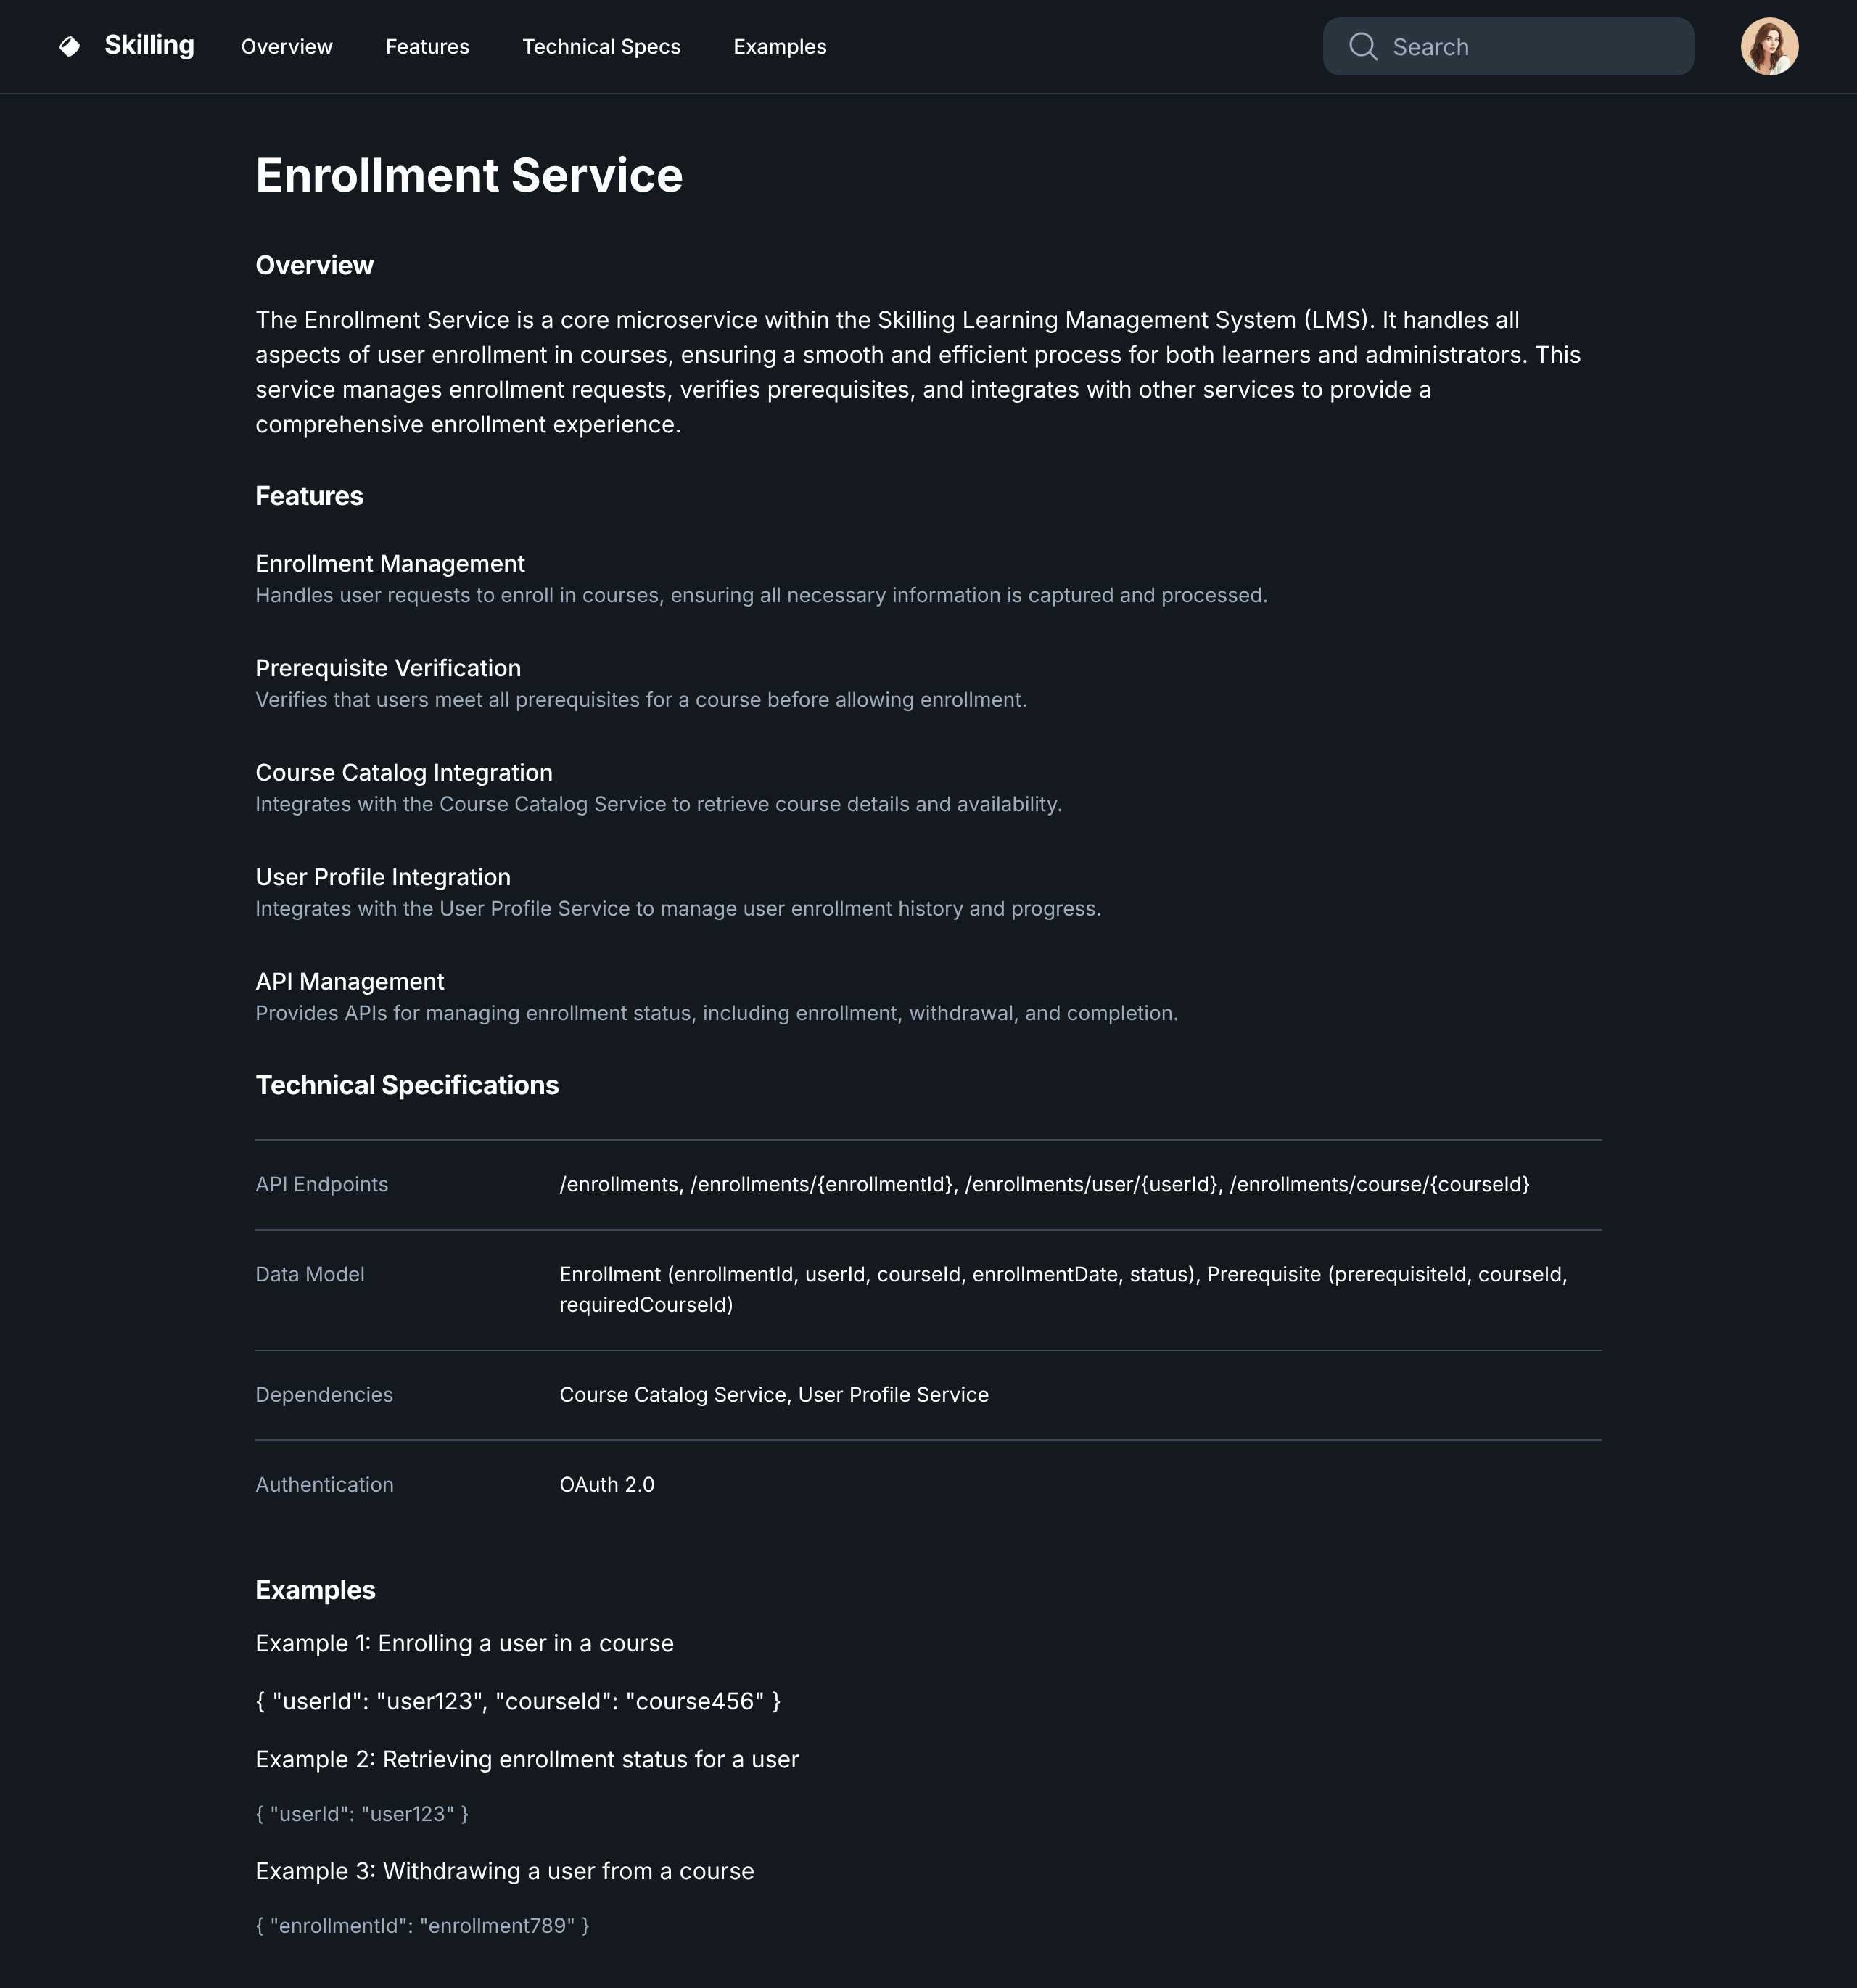 Skilling
Overview
Features
Technical Specs
Examples
Search
Enrollment Service
Overview
The Enrollment Service is a core microservice within the Skilling Learning Management System (LMS). It handles all
aspects of user enrollment in courses, ensuring a smooth and efficient process for both learners and administrators. This
service manages enrollment requests, verifies prerequisites, and integrates with other services to provide a
comprehensive enrollment experience.
Features
Enrollment Management
Handles user requests to enroll in courses, ensuring all necessary information is captured and processed.
Prerequisite Verification
Verifies that users meet all prerequisites for a course before allowing enrollment.
Course Catalog Integration
Integrates with the Course Catalog Service to retrieve course details and availability.
User Profile Integration
Integrates with the User Profile Service to manage user enrollment history and progress.
API Management
Provides APIs for managing enrollment status, including enrollment, withdrawal, and completion.
Technical Specifications
API Endpoints
/enrollments, /enrollments/{enrollmentId}, /enrollments/user/{userId}, /enrollments/course/{courseId}
Data Model
Enrollment (enrollmentId, userId, courseId, enrollmentDate, status), Prerequisite (prerequisiteId, courseId,
requiredCourseId)
Dependencies
Course Catalog Service, User Profile Service
Authentication
OAuth 2.0
Examples
Example 1: Enrolling a user in a course
{ "userId": "user123", "courseId": "course456" }
Example 2: Retrieving enrollment status for a user
{ "userId": "user123" }
Example 3: Withdrawing a user from a course
{ "enrollmentId": "enrollment789" }